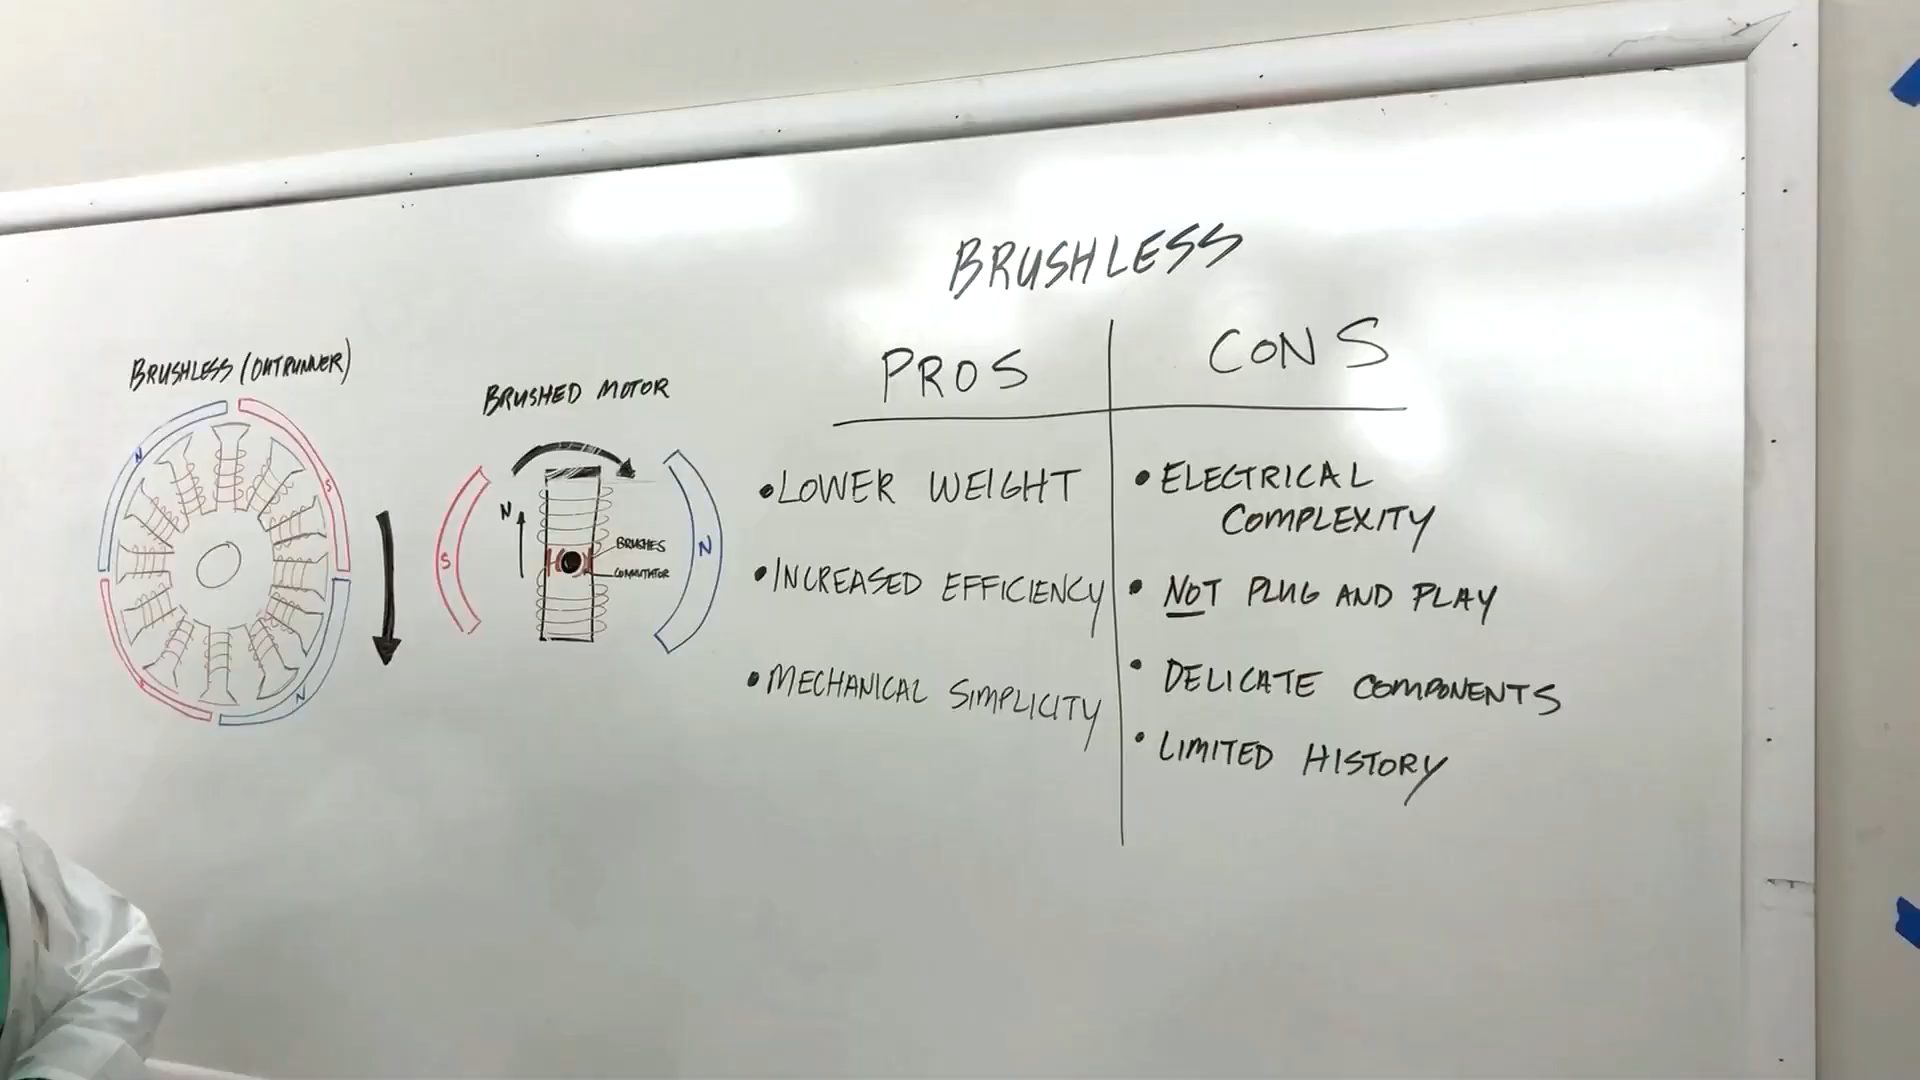 BRUSHLESS
BRUSHLESS (OUTRUNNER)
N
S
S
N
BRUSHED MOTOR
N
S
BRUSHES
COMMUTATOR
N
PROS
CONS
• LOWER WEIGHT
• INCREASED EFFICIENCY
• MECHANICAL SIMPLICITY
• ELECTRICAL
COMPLEXITY
• NOT PLUG AND PLAY
• DELICATE COMPONENTS
• LIMITED HISTORY